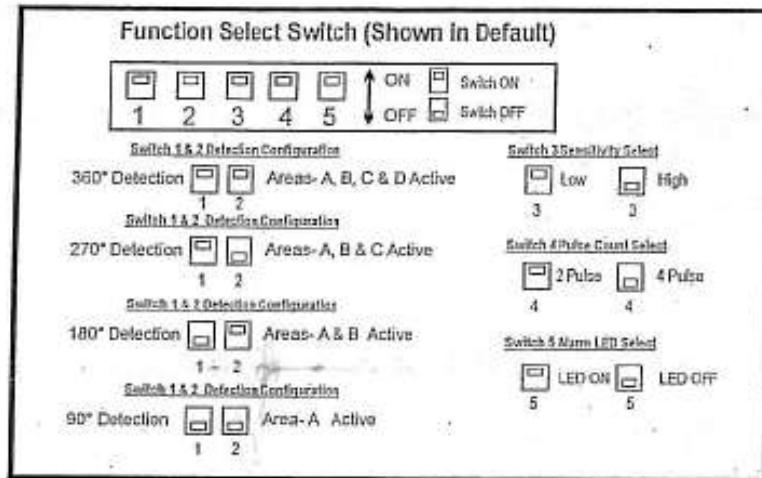 Function Select Switch (Shown in Default)
ON Switch ON
1 2 3 4 5 OFF Switch OFF
Switch 1 & 2 Detection Configuration
360° Detection Areas- A, B, C & D Active
1 2
Switch 1 & 2 Detection Configuration
270° Detection Areas- A, B & C Active
1 2
Switch 1 & 2 Detection Configuration
180° Detection Areas- A & B Active
1 - 2
Switch 1 & 2 Detection Configuration
90° Detection Area- A Active
1 2
Switch 3 Sensitivity Select
Low High
3 3
Switch 4 Pulse Count Select
2 Pulse 4 Pulse
4 4
Switch 5 Alarm LED Select
LED ON LED OFF
5 5